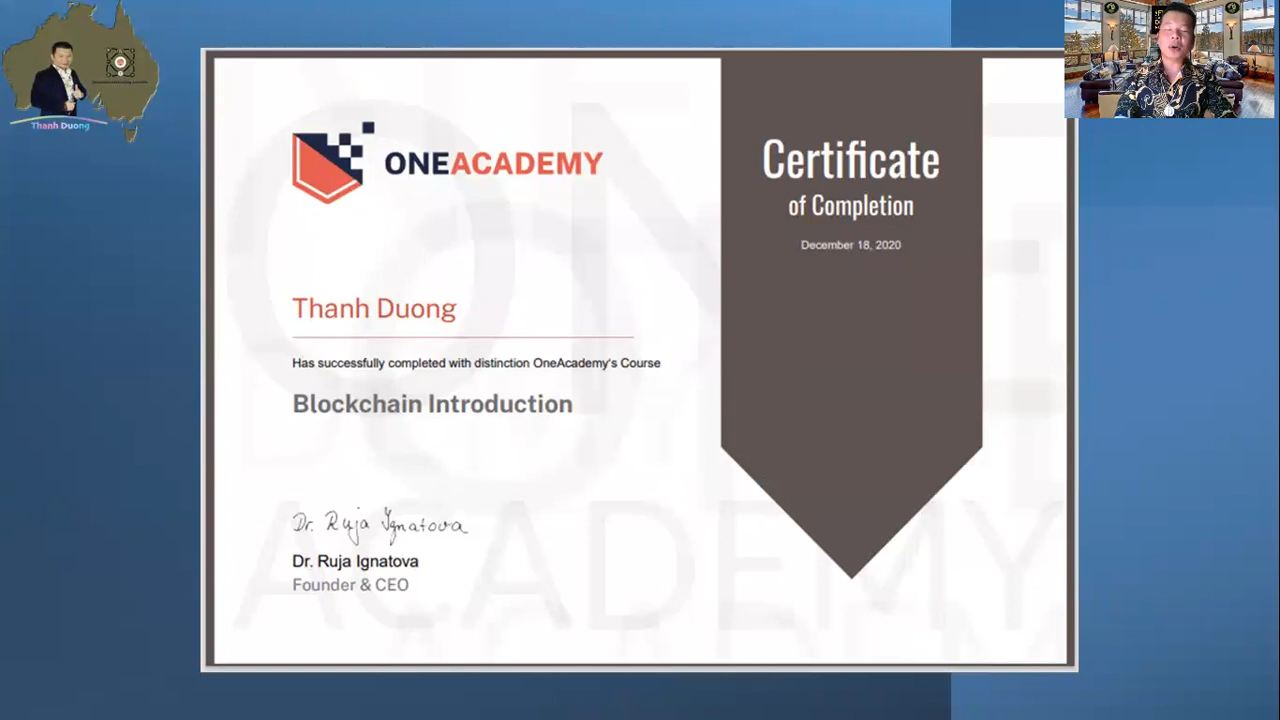 Thanh Duong
ONEACADEMY
Certificate
of Completion
December 18, 2020
Thanh Duong
Has successfully completed with distinction OneAcademy's Course
Blockchain Introduction
Dr. Ruja Ignatova
Dr. Ruja Ignatova
Founder & CEO